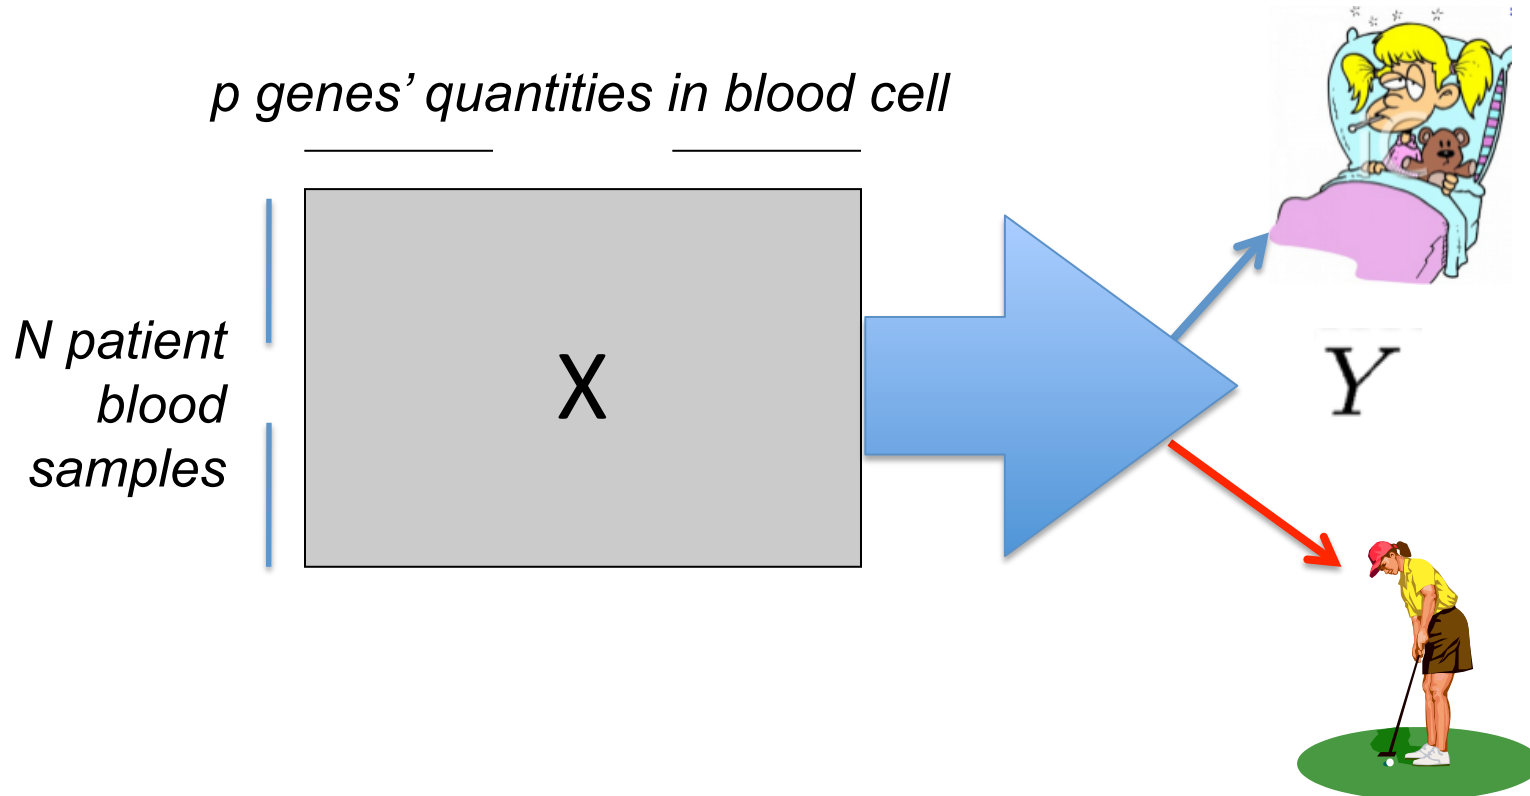 p genes’ quantities in blood cell
N patient
blood
samples
X
Y